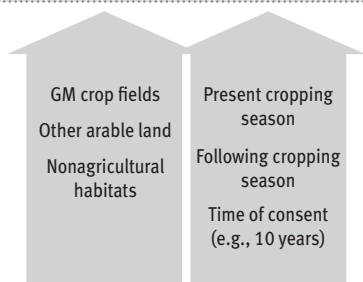 GM crop fields
Other arable land
Nonagricultural
habitats
Present cropping
season
Following cropping
season
Time of consent
(e.g., 10 years)